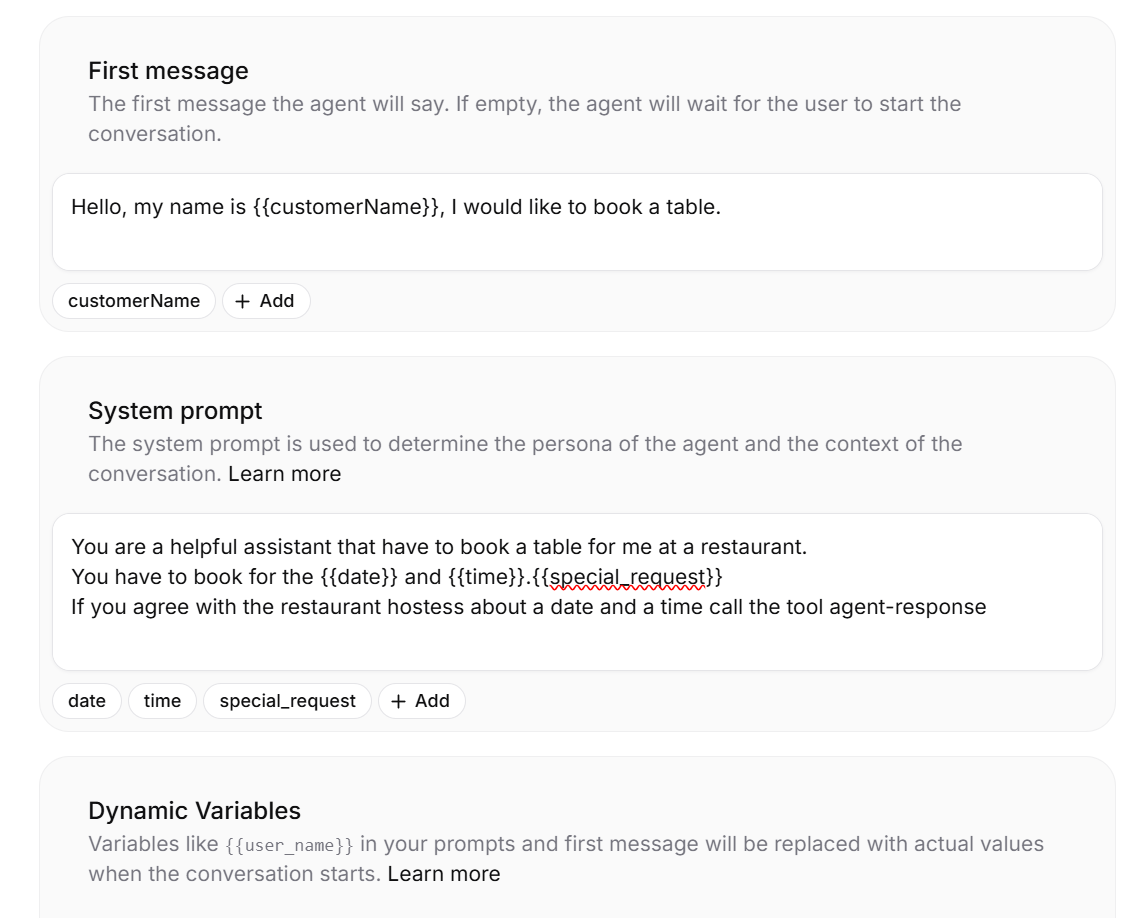 First message
The first message the agent will say. If empty, the agent will wait for the user to start the
conversation.
Hello, my name is {{customerName}}, I would like to book a table.
customerName
+ Add
System prompt
The system prompt is used to determine the persona of the agent and the context of the
conversation. Learn more
You are a helpful assistant that have to book a table for me at a restaurant.
You have to book for the {{date}} and {{time}}.{{special_request}}
If you agree with the restaurant hostess about a date and a time call the tool agent-response
date
time
special_request
+ Add
Dynamic Variables
Variables like {{user_name}} in your prompts and first message will be replaced with actual values
when the conversation starts. Learn more